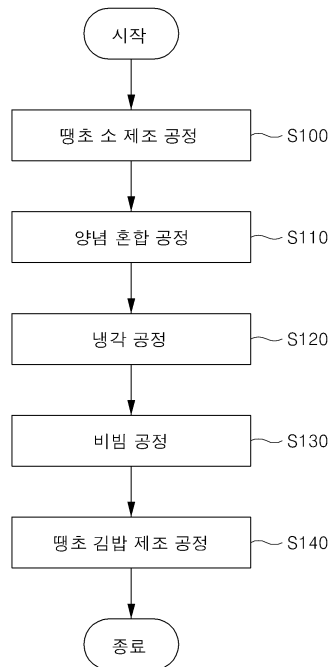 시작
땡초 소 제조 공정 S100
양념 혼합 공정 S110
냉각 공정 S120
비빔 공정 S130
땡초 김밥 제조 공정 S140
종료